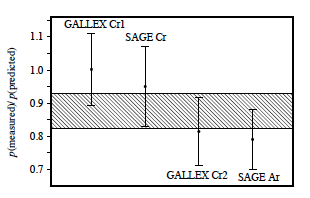 GALLEX Cr1
SAGE Cr
1.1
1.0
0.9
0.8
0.7
p(measured)/ p(predicted)
GALLEX Cr2
SAGE Ar